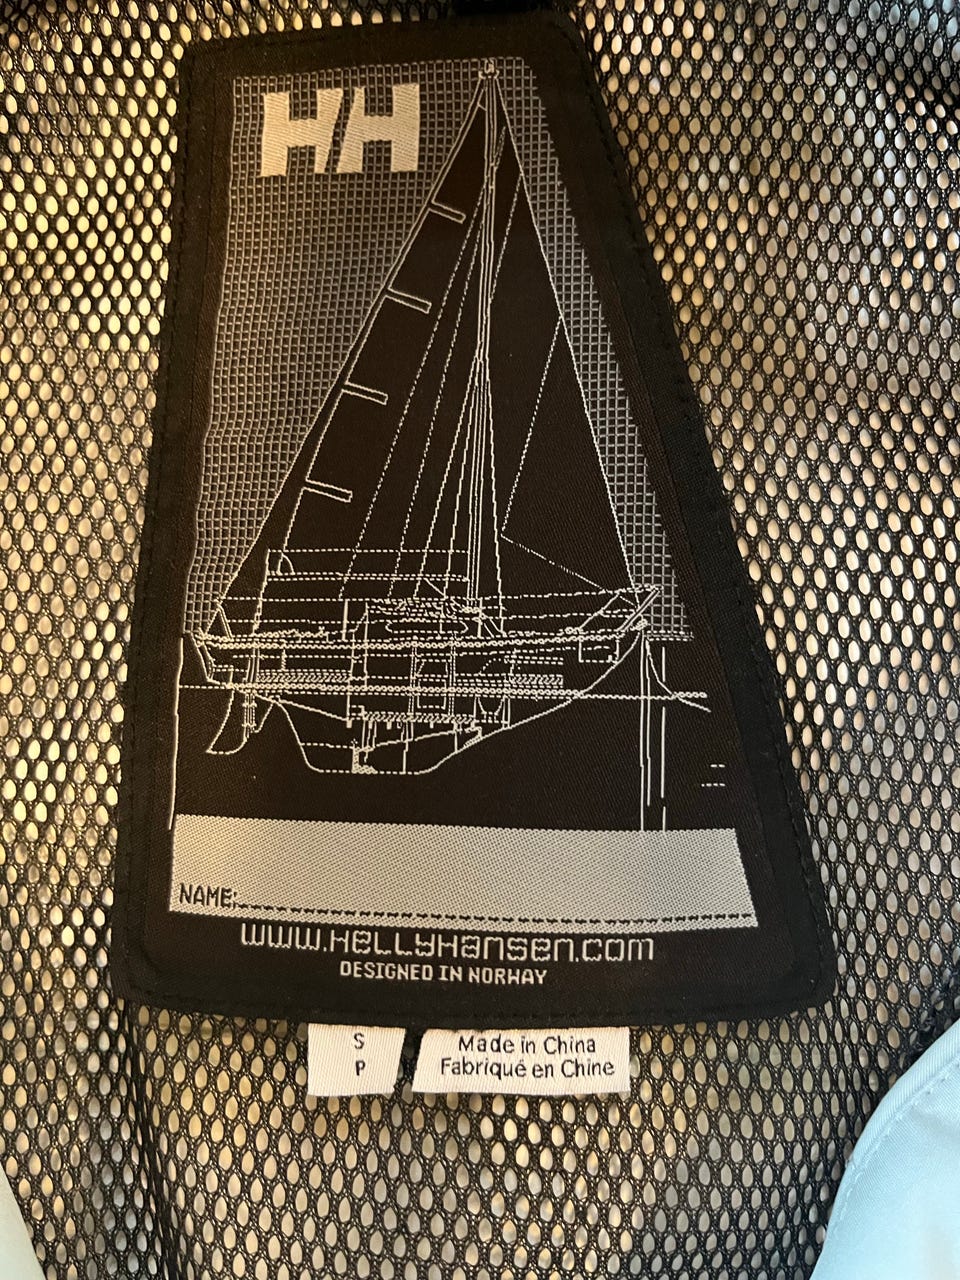 HH
NAME:
WWW.HELLYHANSEN.COM
DESIGNED IN NORWAY
S
P
Made in China
Fabriqué en Chine